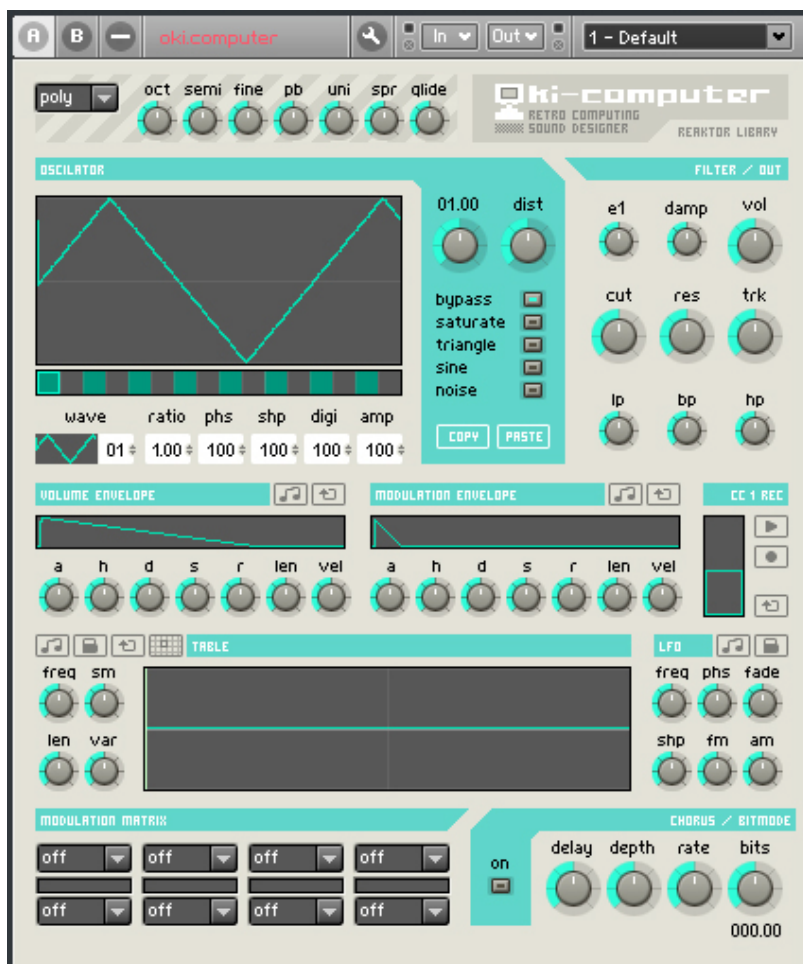 A B oki.computer In Out 1 - Default
poly oct semi fine pb uni spr glide
ki-computer
RETRO COMPUTING
SOUND DESIGNER REAKTOR LIBRARY
OSCILATOR FILTER / OUT
01.00 dist e1 damp vol
bypass cut res trk
saturate
triangle
sine
noise lp bp hp
wave ratio phs shp digi amp
01 1.00 100 100 100 100 COPY PASTE
VOLUME ENVELOPE MODULATION ENVELOPE CC 1 REC
a h d s r len vel a h d s r len vel
TABLE LFO
freq sm freq phs fade
len var shp fm am
MODULATION MATRIX CHORUS / BITMODE
off off off off on delay depth rate bits
off off off off
000.00